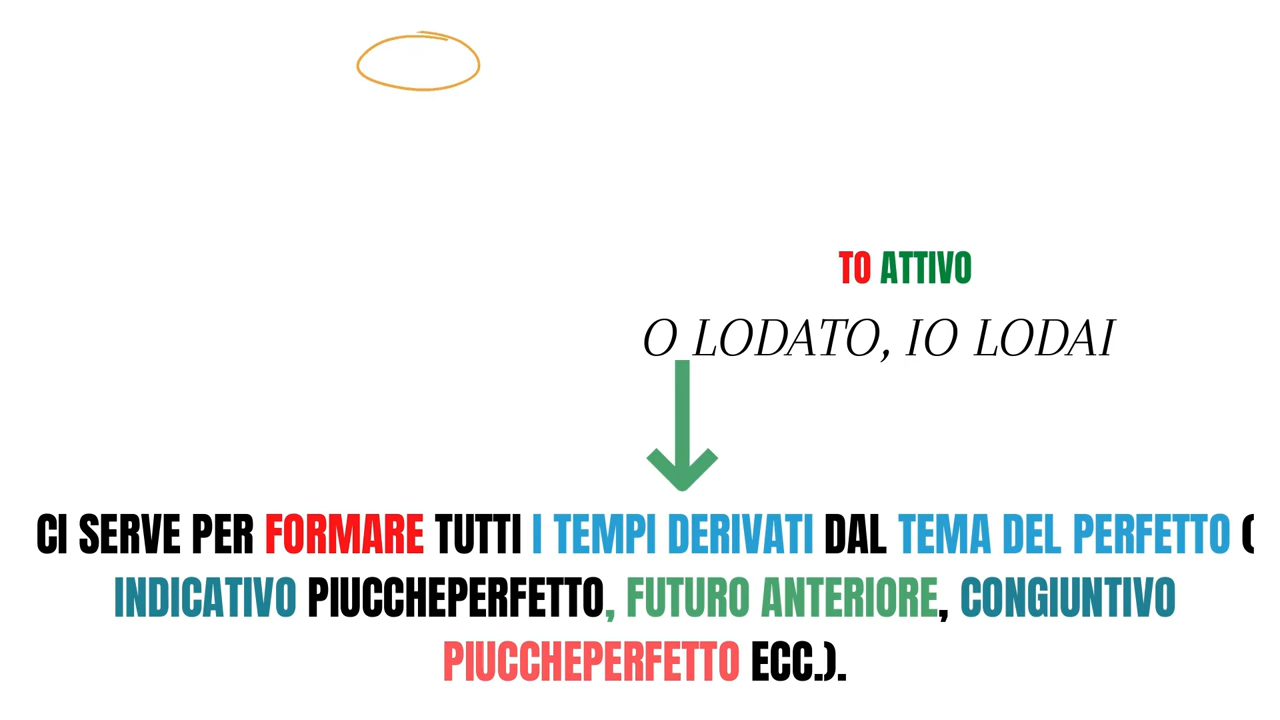 TO ATTIVO
O LODATO, IO LODAI
CI SERVE PER FORMARE TUTTI I TEMPI DERIVATI DAL TEMA DEL PERFETTO (
INDICATIVO PIUCCHEPERFETTO, FUTURO ANTERIORE, CONGIUNTIVO
PIUCCHEPERFETTO ECC.).